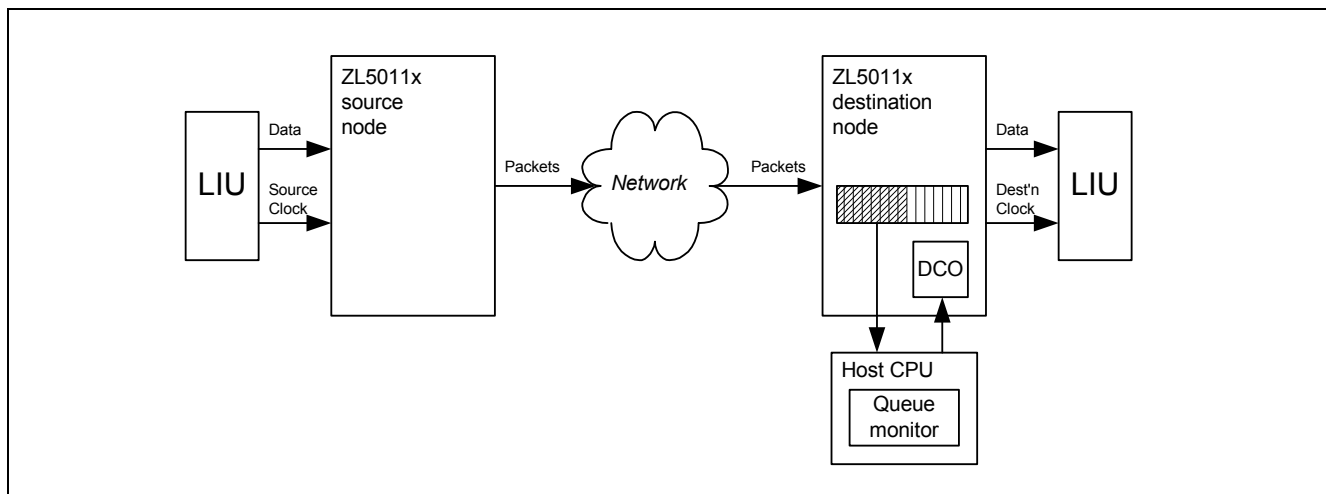 LIU
Data
Source
Clock
ZL5011x
source
node
Packets
Network
Packets
ZL5011x
destination
node
DCO
Data
Dest'n
Clock
LIU
Host CPU
Queue
monitor